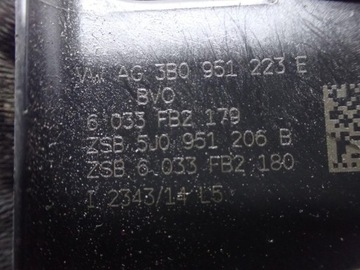 VW AG 3B0 951 223 E
BVO
6 033 FB2 179
ZSB 5J0 951 206 B
ZSB 6 033 FB2 180
I 2343/14 L5